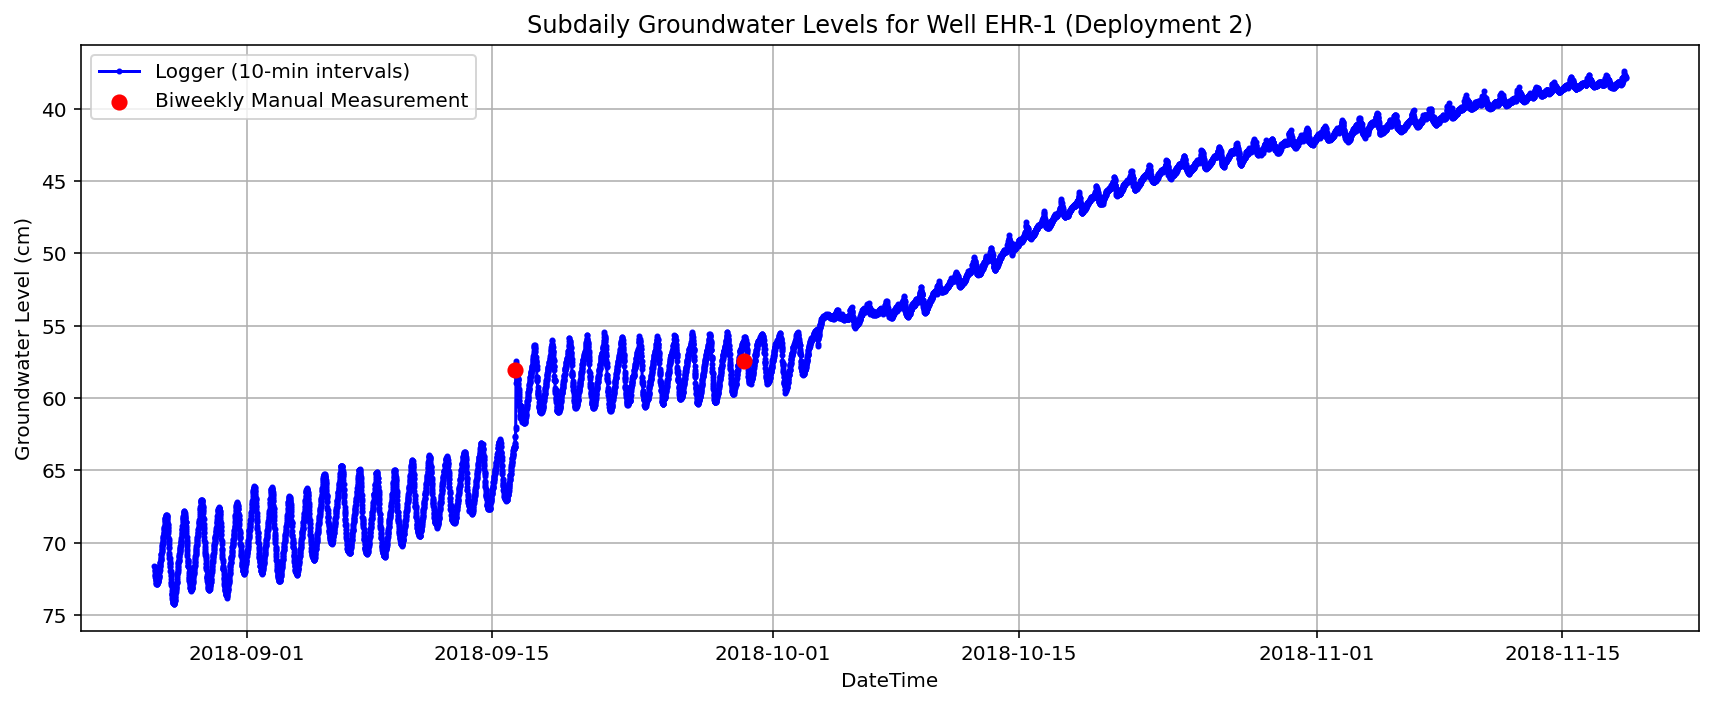 Subdaily Groundwater Levels for Well EHR-1 (Deployment 2)
Logger (10-min intervals)
Biweekly Manual Measurement
Groundwater Level (cm)
40
45
50
55
60
65
70
75
2018-09-01
2018-09-15
2018-10-01
2018-10-15
2018-11-01
2018-11-15
DateTime